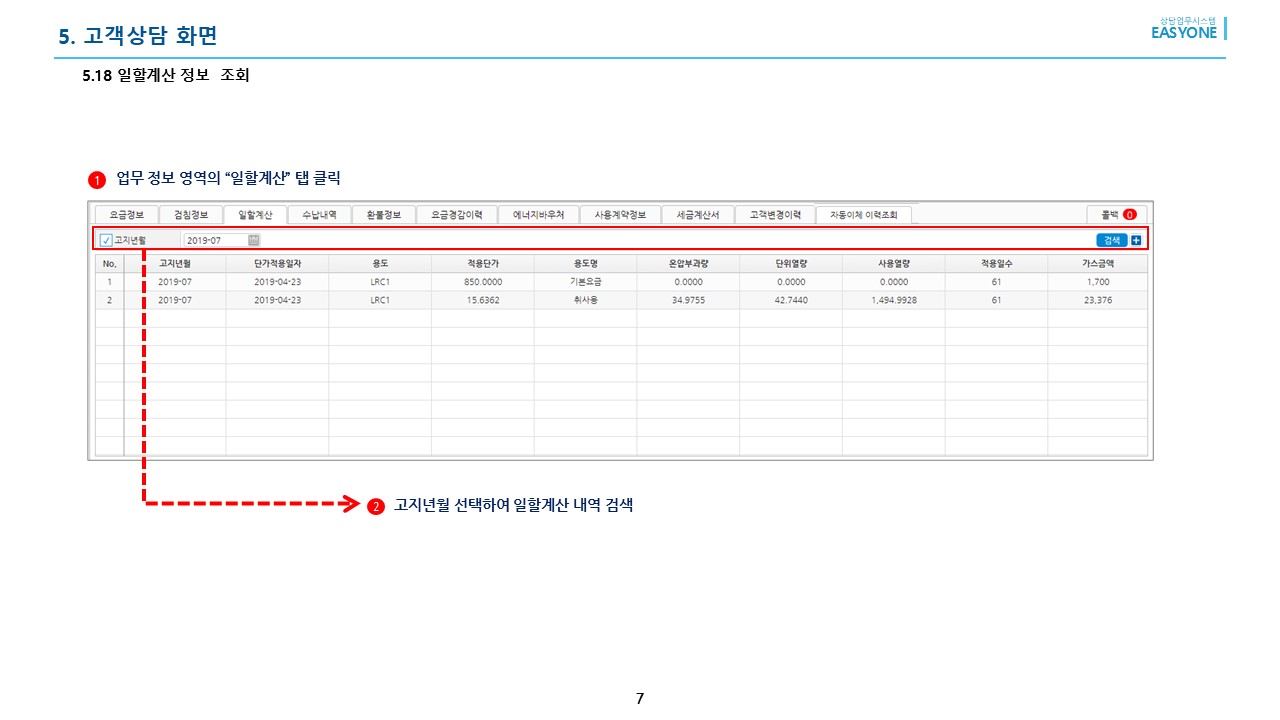 5. 고객상담 화면
상담업무시스템
EASYONE
5.18 일할계산 정보 조회
1 업무 정보 영역의 “일할계산” 탭 클릭
요금정보 검침정보 일할계산 수납내역 환불정보 요금경감이력 에너지바우처 사용계약정보 세금계산서 고객변경이력 자동이체 이력조회 콜백 0
고지년월 2019-07 검색
No. 고지년월 단가적용일자 용도 적용단가 용도명 온압부과량 단위열량 사용열량 적용일수 가스금액
1 2019-07 2019-04-23 LRC1 850.0000 기본요금 0.0000 0.0000 0.0000 61 1,700
2 2019-07 2019-04-23 LRC1 15.6362 취사용 34.9755 42.7440 1,494.9928 61 23,376
2 고지년월 선택하여 일할계산 내역 검색
7